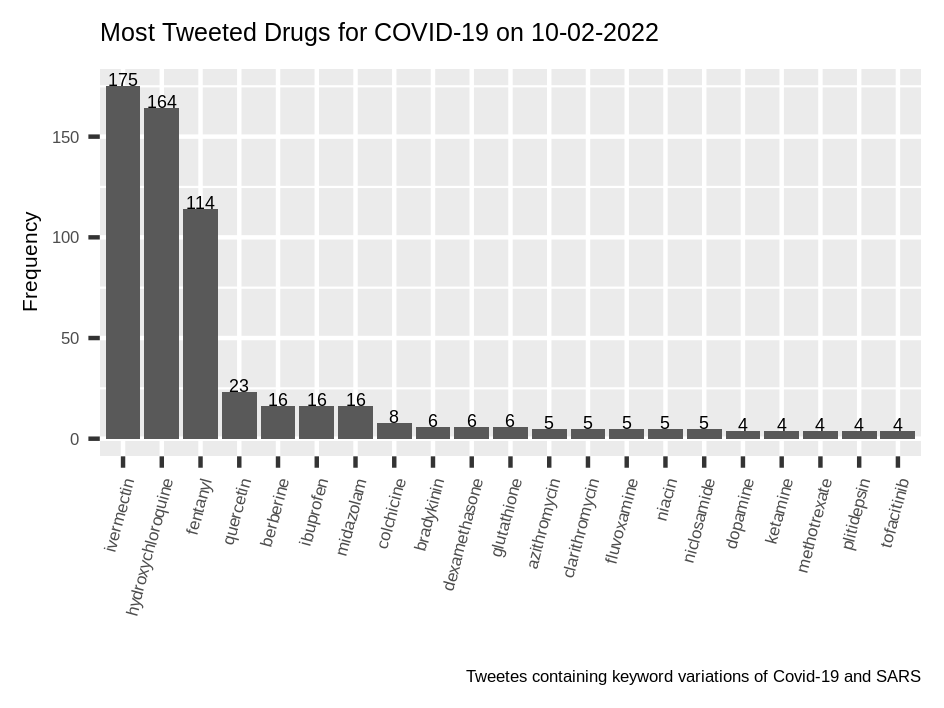 Most Tweeted Drugs for COVID-19 on 10-02-2022
Frequency
150
100
50
0
175
164
114
23
16
16
16
8
6
6
6
5
5
5
5
5
4
4
4
4
4
ivermectin
hydroxychloroquine
fentanyl
quercetin
berberine
ibuprofen
midazolam
colchicine
bradykinin
dexamethasone
glutathione
azithromycin
clarithromycin
fluvoxamine
niacin
niclosamide
dopamine
ketamine
methotrexate
plitidepsin
tofacitinib
Tweetes containing keyword variations of Covid-19 and SARS